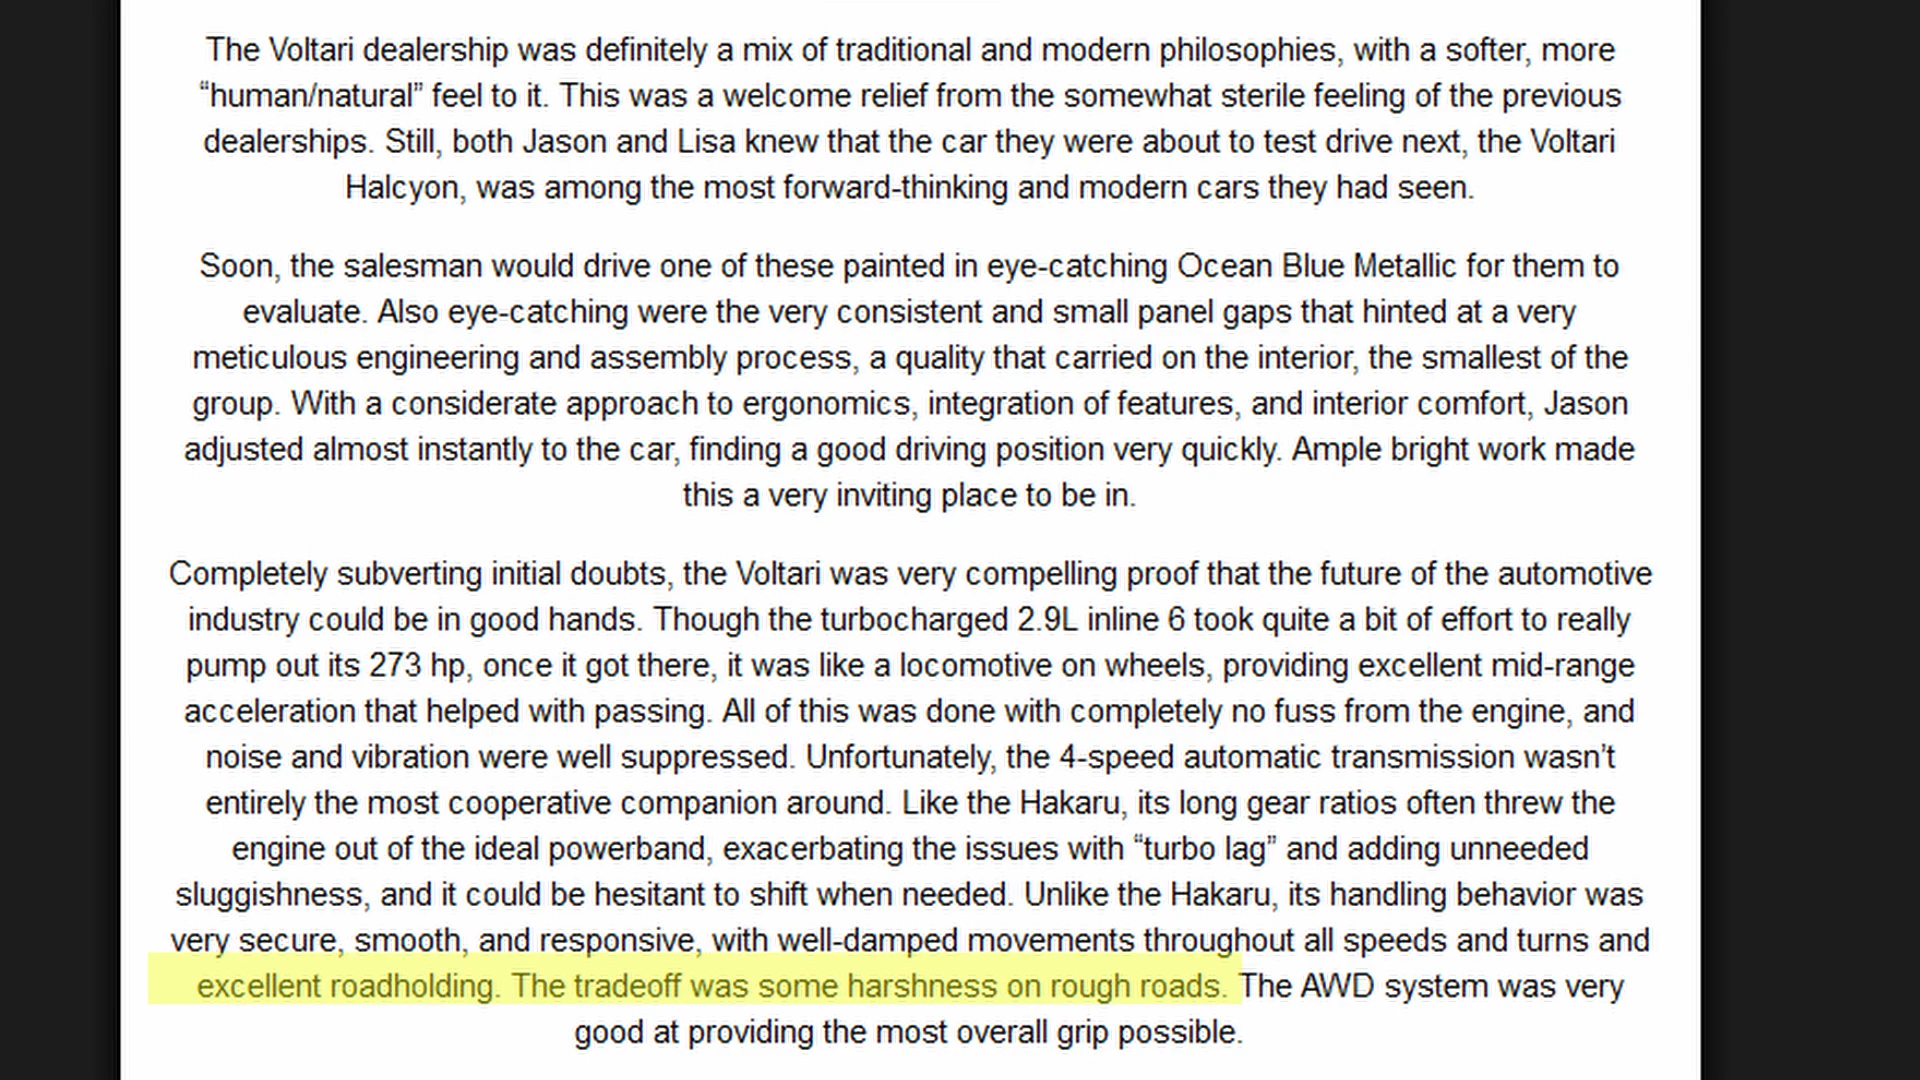 The Voltari dealership was definitely a mix of traditional and modern philosophies, with a softer, more
“human/natural” feel to it. This was a welcome relief from the somewhat sterile feeling of the previous
dealerships. Still, both Jason and Lisa knew that the car they were about to test drive next, the Voltari
Halcyon, was among the most forward-thinking and modern cars they had seen.
Soon, the salesman would drive one of these painted in eye-catching Ocean Blue Metallic for them to
evaluate. Also eye-catching were the very consistent and small panel gaps that hinted at a very
meticulous engineering and assembly process, a quality that carried on the interior, the smallest of the
group. With a considerate approach to ergonomics, integration of features, and interior comfort, Jason
adjusted almost instantly to the car, finding a good driving position very quickly. Ample bright work made
this a very inviting place to be in.
Completely subverting initial doubts, the Voltari was very compelling proof that the future of the automotive
industry could be in good hands. Though the turbocharged 2.9L inline 6 took quite a bit of effort to really
pump out its 273 hp, once it got there, it was like a locomotive on wheels, providing excellent mid-range
acceleration that helped with passing. All of this was done with completely no fuss from the engine, and
noise and vibration were well suppressed. Unfortunately, the 4-speed automatic transmission wasn’t
entirely the most cooperative companion around. Like the Hakaru, its long gear ratios often threw the
engine out of the ideal powerband, exacerbating the issues with “turbo lag” and adding unneeded
sluggishness, and it could be hesitant to shift when needed. Unlike the Hakaru, its handling behavior was
very secure, smooth, and responsive, with well-damped movements throughout all speeds and turns and
excellent roadholding. The tradeoff was some harshness on rough roads. The AWD system was very
good at providing the most overall grip possible.